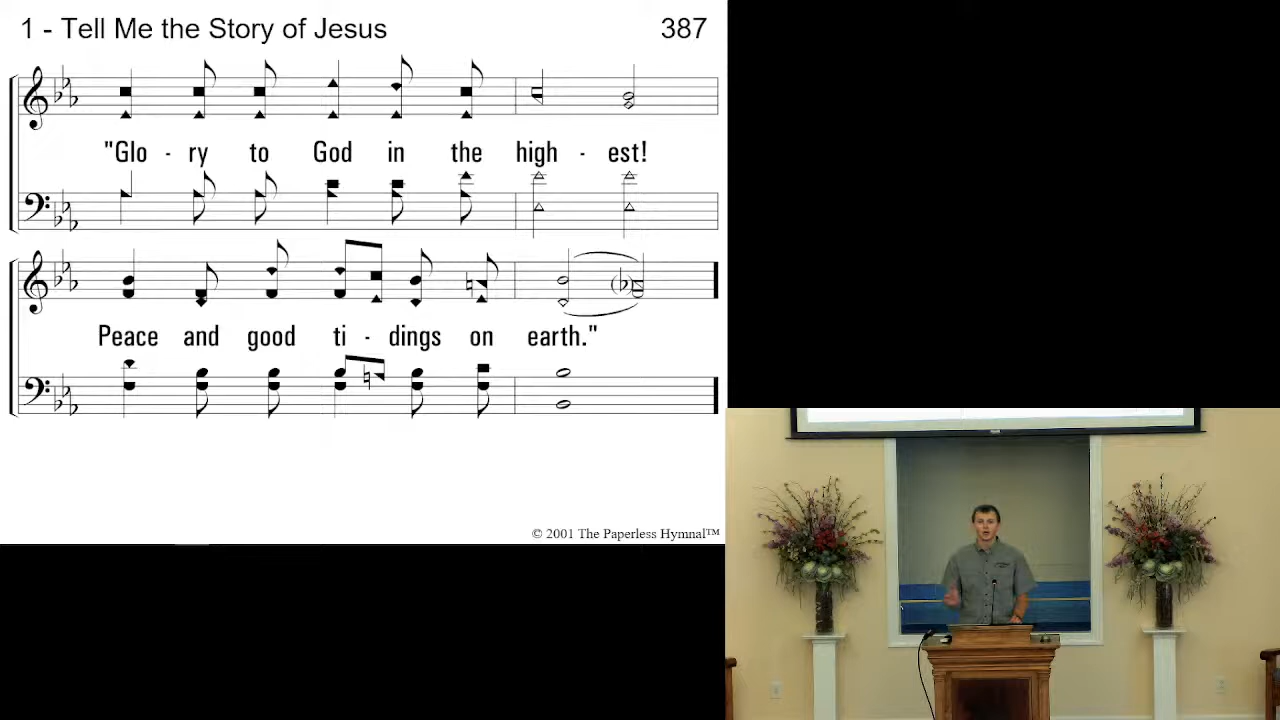 1 - Tell Me the Story of Jesus 387
"Glo - ry to God in the high - est!
Peace and good ti - dings on earth."
© 2001 The Paperless Hymnal™